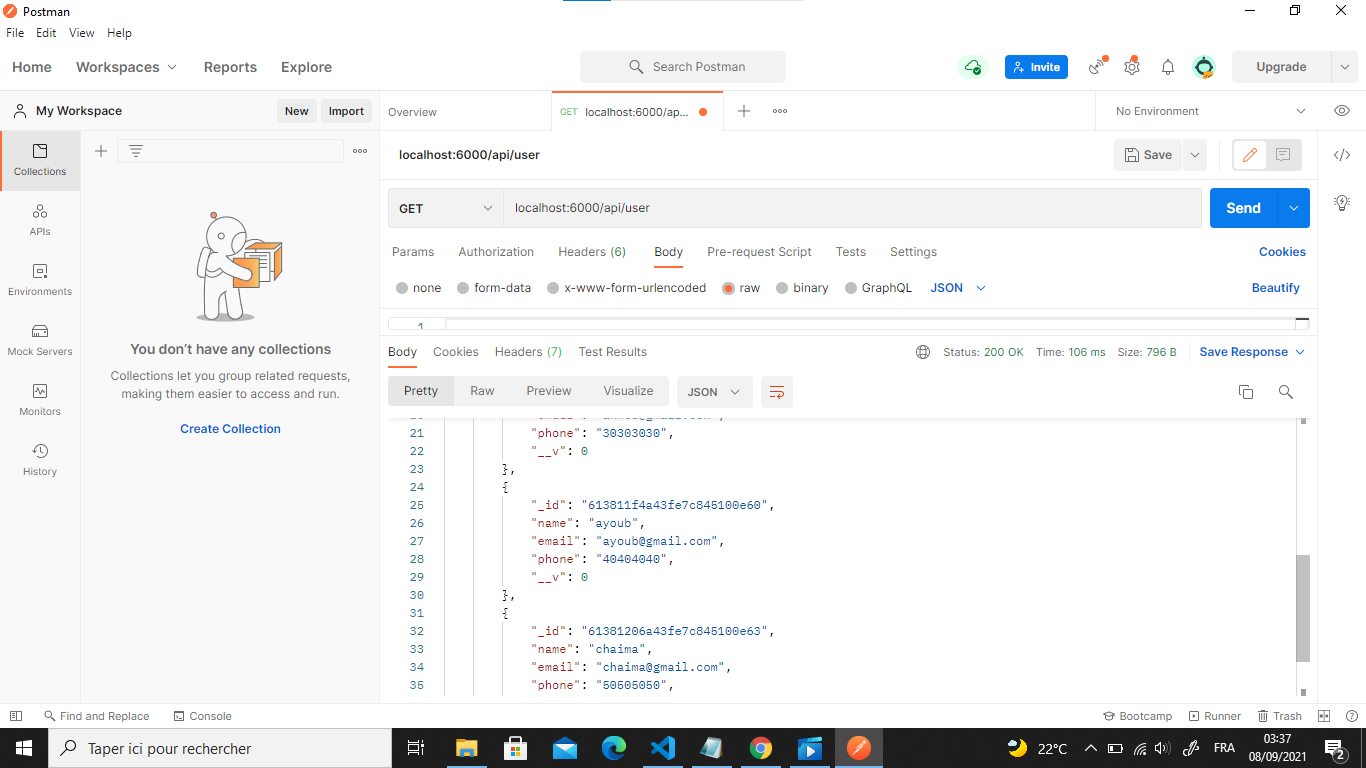 Postman
File Edit View Help
Home Workspaces Reports Explore Search Postman Invite Upgrade
My Workspace New Import Overview GET localhost:6000/ap... No Environment
localhost:6000/api/user Save
Collections
APIs
Environments
Mock Servers
Monitors
History
You don't have any collections
Collections let you group related requests,
making them easier to access and run.
Create Collection
GET localhost:6000/api/user Send
Params Authorization Headers (6) Body Pre-request Script Tests Settings Cookies
none form-data x-www-form-urlencoded raw binary GraphQL JSON Beautify
1
Body Cookies Headers (7) Test Results Status: 200 OK Time: 106 ms Size: 796 B Save Response
Pretty Raw Preview Visualize JSON
21 "phone": "30303030",
22 "__v": 0
23 },
24 {
25 "_id": "613811f4a43fe7c845100e60",
26 "name": "ayoub",
27 "email": "ayoub@gmail.com",
28 "phone": "40404040",
29 "__v": 0
30 },
31 {
32 "_id": "61381206a43fe7c845100e63",
33 "name": "chaima",
34 "email": "chaima@gmail.com",
35 "phone": "50505050",
Find and Replace Console Bootcamp Runner Trash
Taper ici pour rechercher 22°C FRA 03:37
08/09/2021 2